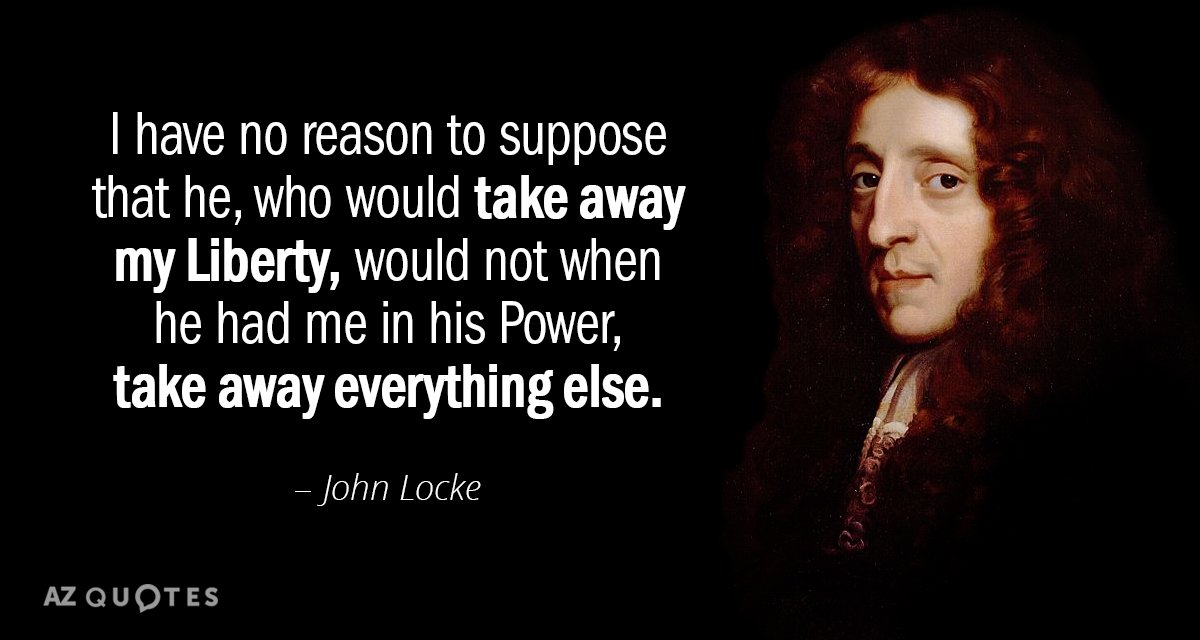 I have no reason to suppose
that he, who would take away
my Liberty, would not when
he had me in his Power,
take away everything else.
– John Locke
AZ QUOTES